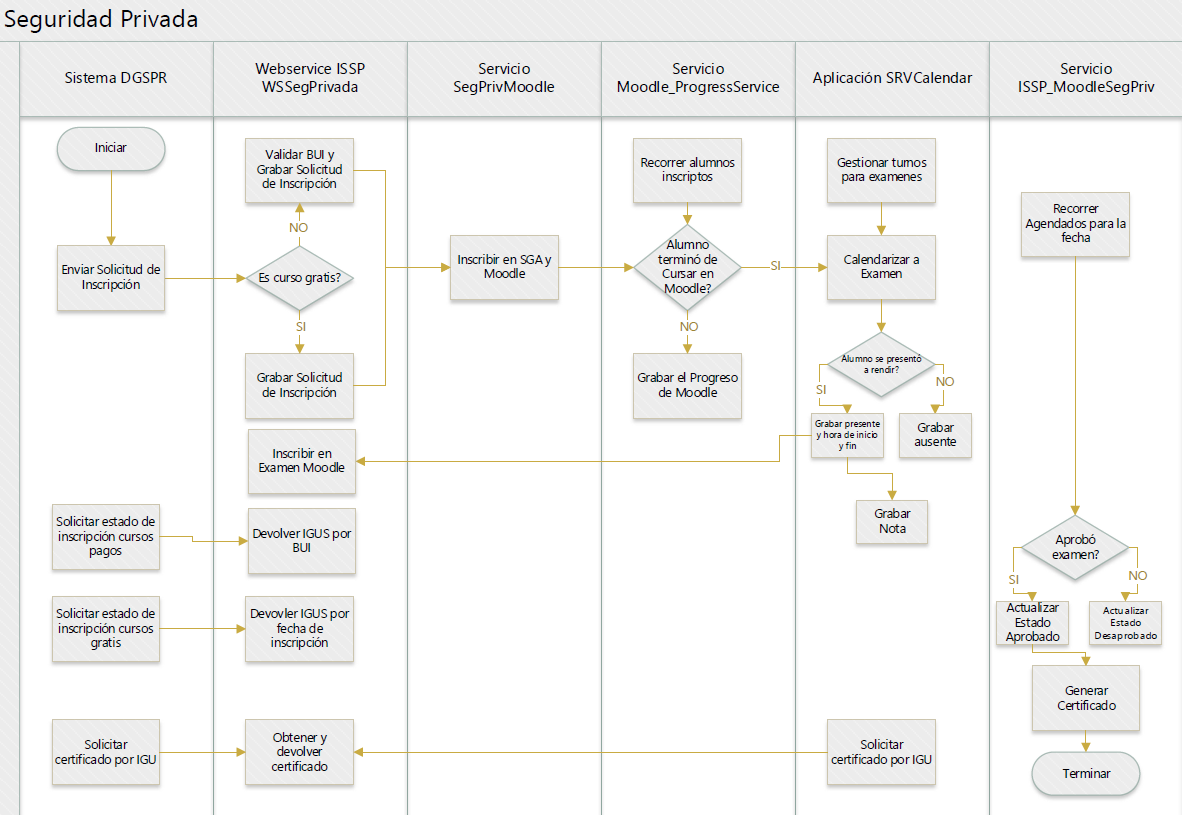 Seguridad Privada
Sistema DGSPR
Webservice ISSP
WSSegPrivada
Servicio
SegPrivMoodle
Servicio
Moodle_ProgressService
Aplicación SRVCalendar
Servicio
ISSP_MoodleSegPriv
Iniciar
Enviar Solicitud de
Inscripción
Validar BUI y
Grabar Solicitud
de Inscripción
NO
Es curso gratis?
SI
Grabar Solicitud
de Inscripción
Inscribir en SGA y
Moodle
Recorrer alumnos
inscriptos
Alumno
terminó de
Cursar en
Moodle?
SI
NO
Grabar el Progreso
de Moodle
Gestionar turnos
para examenes
Calendarizar a
Examen
Alumno se presentó
a rendir?
SI
NO
Grabar presente
y hora de inicio
y fin
Grabar
ausente
Inscribir en
Examen Moodle
Grabar
Nota
Recorrer
Agendados para la
fecha
Aprobó
examen?
SI
NO
Actualizar
Estado
Aprobado
Actualizar
Estado
Desaprobado
Generar
Certificado
Terminar
Solicitar estado de
inscripción cursos
pagos
Devolver IGUS por
BUI
Solicitar estado de
inscripción cursos
gratis
Devovler IGUS por
fecha de
inscripción
Solicitar
certificado por IGU
Obtener y
devolver
certificado
Solicitar
certificado por IGU